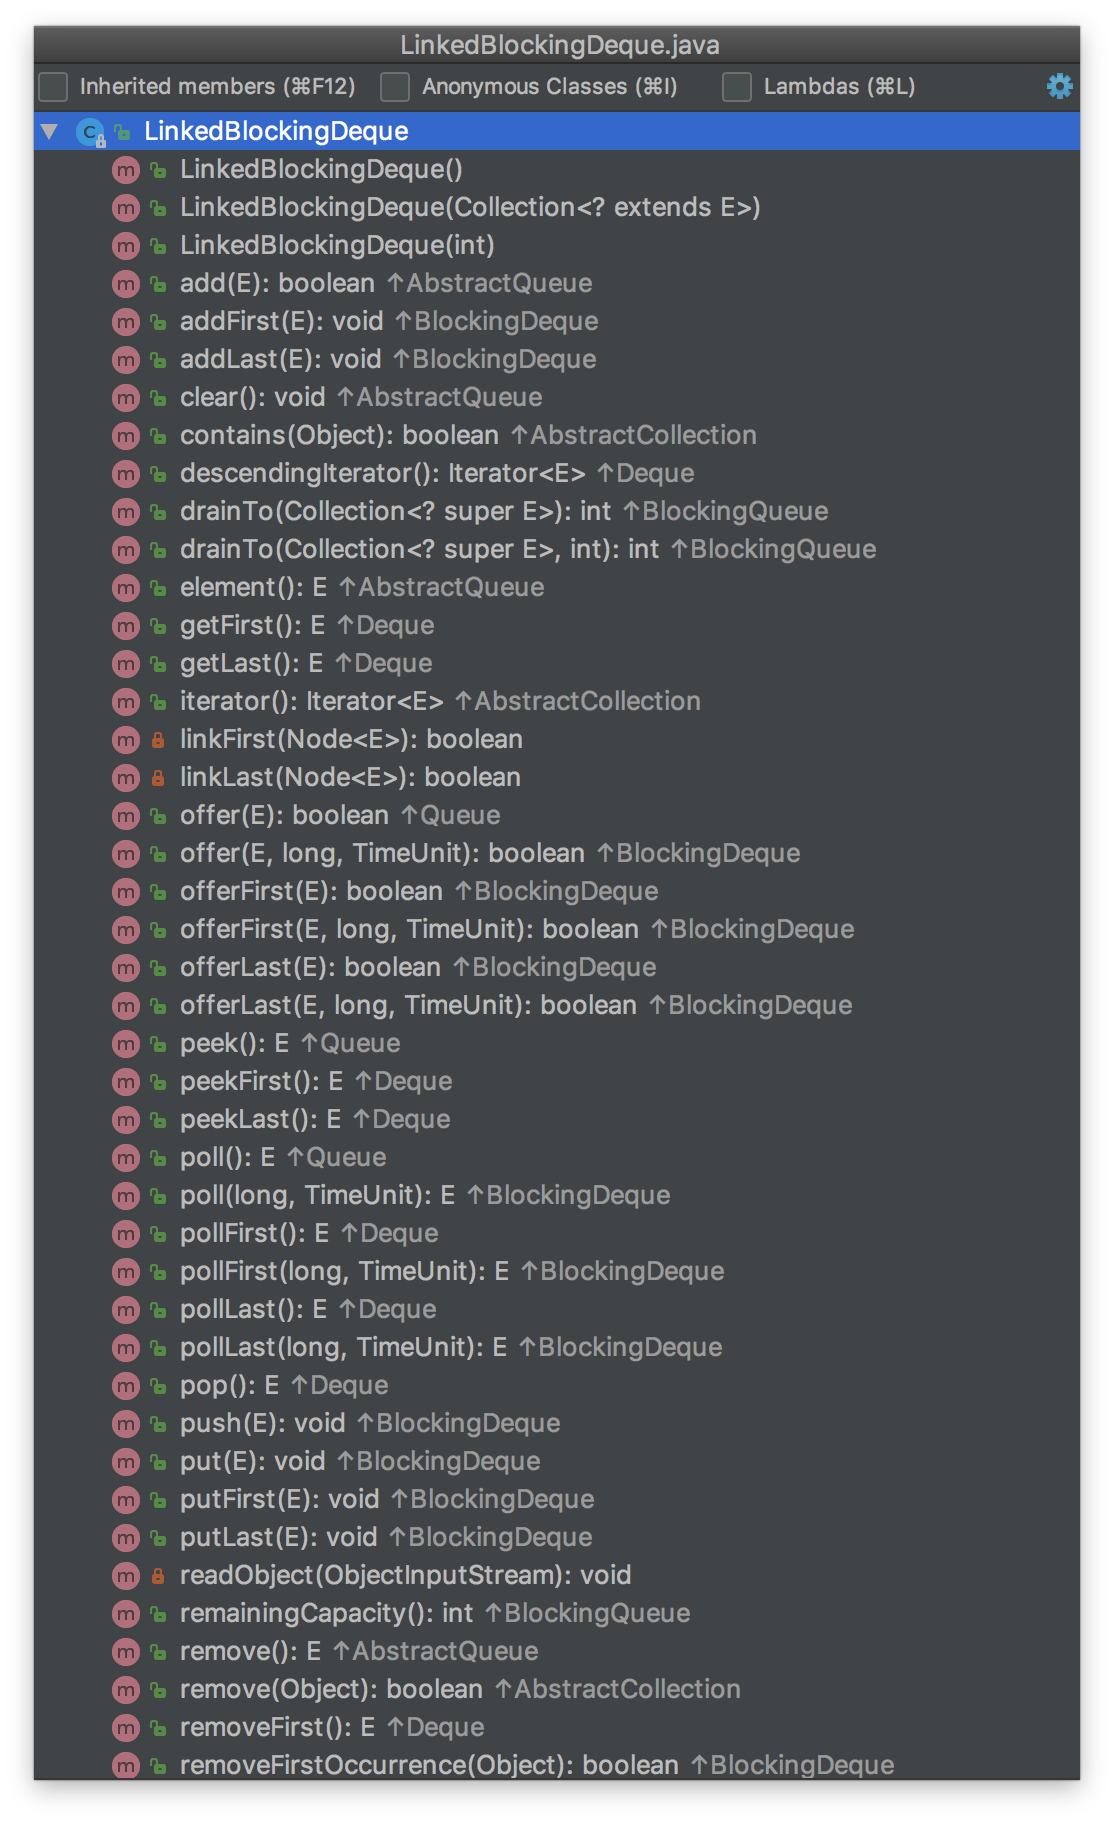 LinkedBlockingDeque.java
Inherited members (⌘F12) Anonymous Classes (⌘I) Lambdas (⌘L)
C LinkedBlockingDeque
m LinkedBlockingDeque()
m LinkedBlockingDeque(Collection<? extends E>)
m LinkedBlockingDeque(int)
m add(E): boolean ↑AbstractQueue
m addFirst(E): void ↑BlockingDeque
m addLast(E): void ↑BlockingDeque
m clear(): void ↑AbstractQueue
m contains(Object): boolean ↑AbstractCollection
m descendingIterator(): Iterator<E> ↑Deque
m drainTo(Collection<? super E>): int ↑BlockingQueue
m drainTo(Collection<? super E>, int): int ↑BlockingQueue
m element(): E ↑AbstractQueue
m getFirst(): E ↑Deque
m getLast(): E ↑Deque
m iterator(): Iterator<E> ↑AbstractCollection
m linkFirst(Node<E>): boolean
m linkLast(Node<E>): boolean
m offer(E): boolean ↑Queue
m offer(E, long, TimeUnit): boolean ↑BlockingDeque
m offerFirst(E): boolean ↑BlockingDeque
m offerFirst(E, long, TimeUnit): boolean ↑BlockingDeque
m offerLast(E): boolean ↑BlockingDeque
m offerLast(E, long, TimeUnit): boolean ↑BlockingDeque
m peek(): E ↑Queue
m peekFirst(): E ↑Deque
m peekLast(): E ↑Deque
m poll(): E ↑Queue
m poll(long, TimeUnit): E ↑BlockingDeque
m pollFirst(): E ↑Deque
m pollFirst(long, TimeUnit): E ↑BlockingDeque
m pollLast(): E ↑Deque
m pollLast(long, TimeUnit): E ↑BlockingDeque
m pop(): E ↑Deque
m push(E): void ↑BlockingDeque
m put(E): void ↑BlockingDeque
m putFirst(E): void ↑BlockingDeque
m putLast(E): void ↑BlockingDeque
m readObject(ObjectInputStream): void
m remainingCapacity(): int ↑BlockingQueue
m remove(): E ↑AbstractQueue
m remove(Object): boolean ↑AbstractCollection
m removeFirst(): E ↑Deque
m removeFirstOccurrence(Object): boolean ↑BlockingDeque